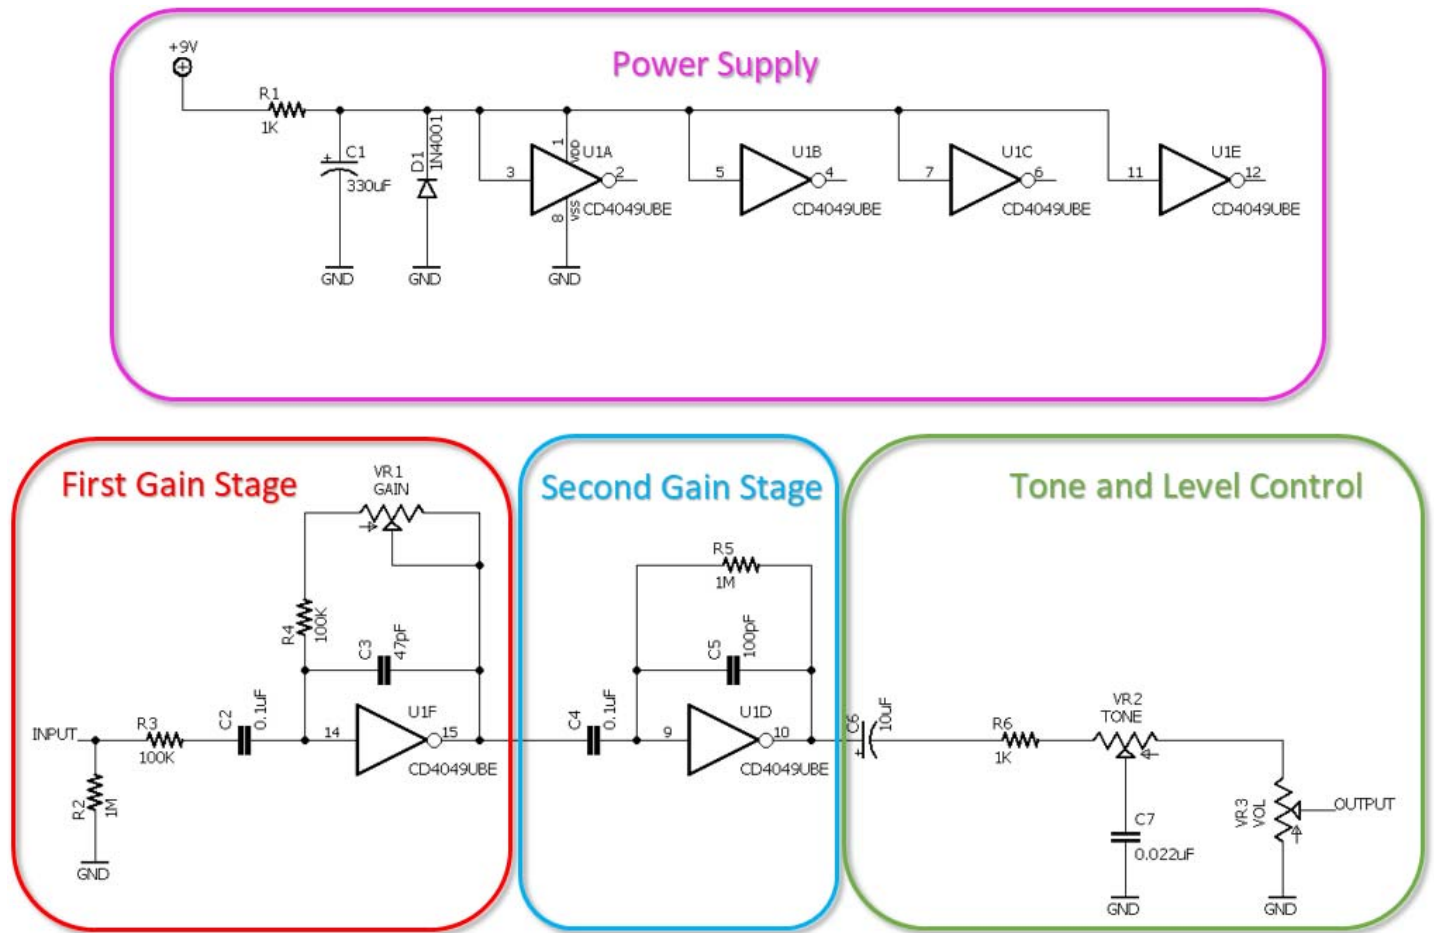 Power Supply
+9V
R1
1K
C1
330uF
D1
1N4001
3
1
VDD
U1A
2
8
VSS
CD4049UBE
5
U1B
4
CD4049UBE
7
U1C
6
CD4049UBE
11
U1E
12
CD4049UBE
GND
GND
GND
First Gain Stage
VR1
GAIN
R4
100K
C3
47pF
INPUT
R3
100K
C2
0.1uF
14
U1F
15
CD4049UBE
R2
1M
GND
Second Gain Stage
R5
1M
C5
100pF
C4
0.1uF
9
U1D
10
CD4049UBE
Tone and Level Control
C6
10uF
R6
1K
VR2
TONE
C7
0.022uF
VR3
VOL
OUTPUT
GND
GND